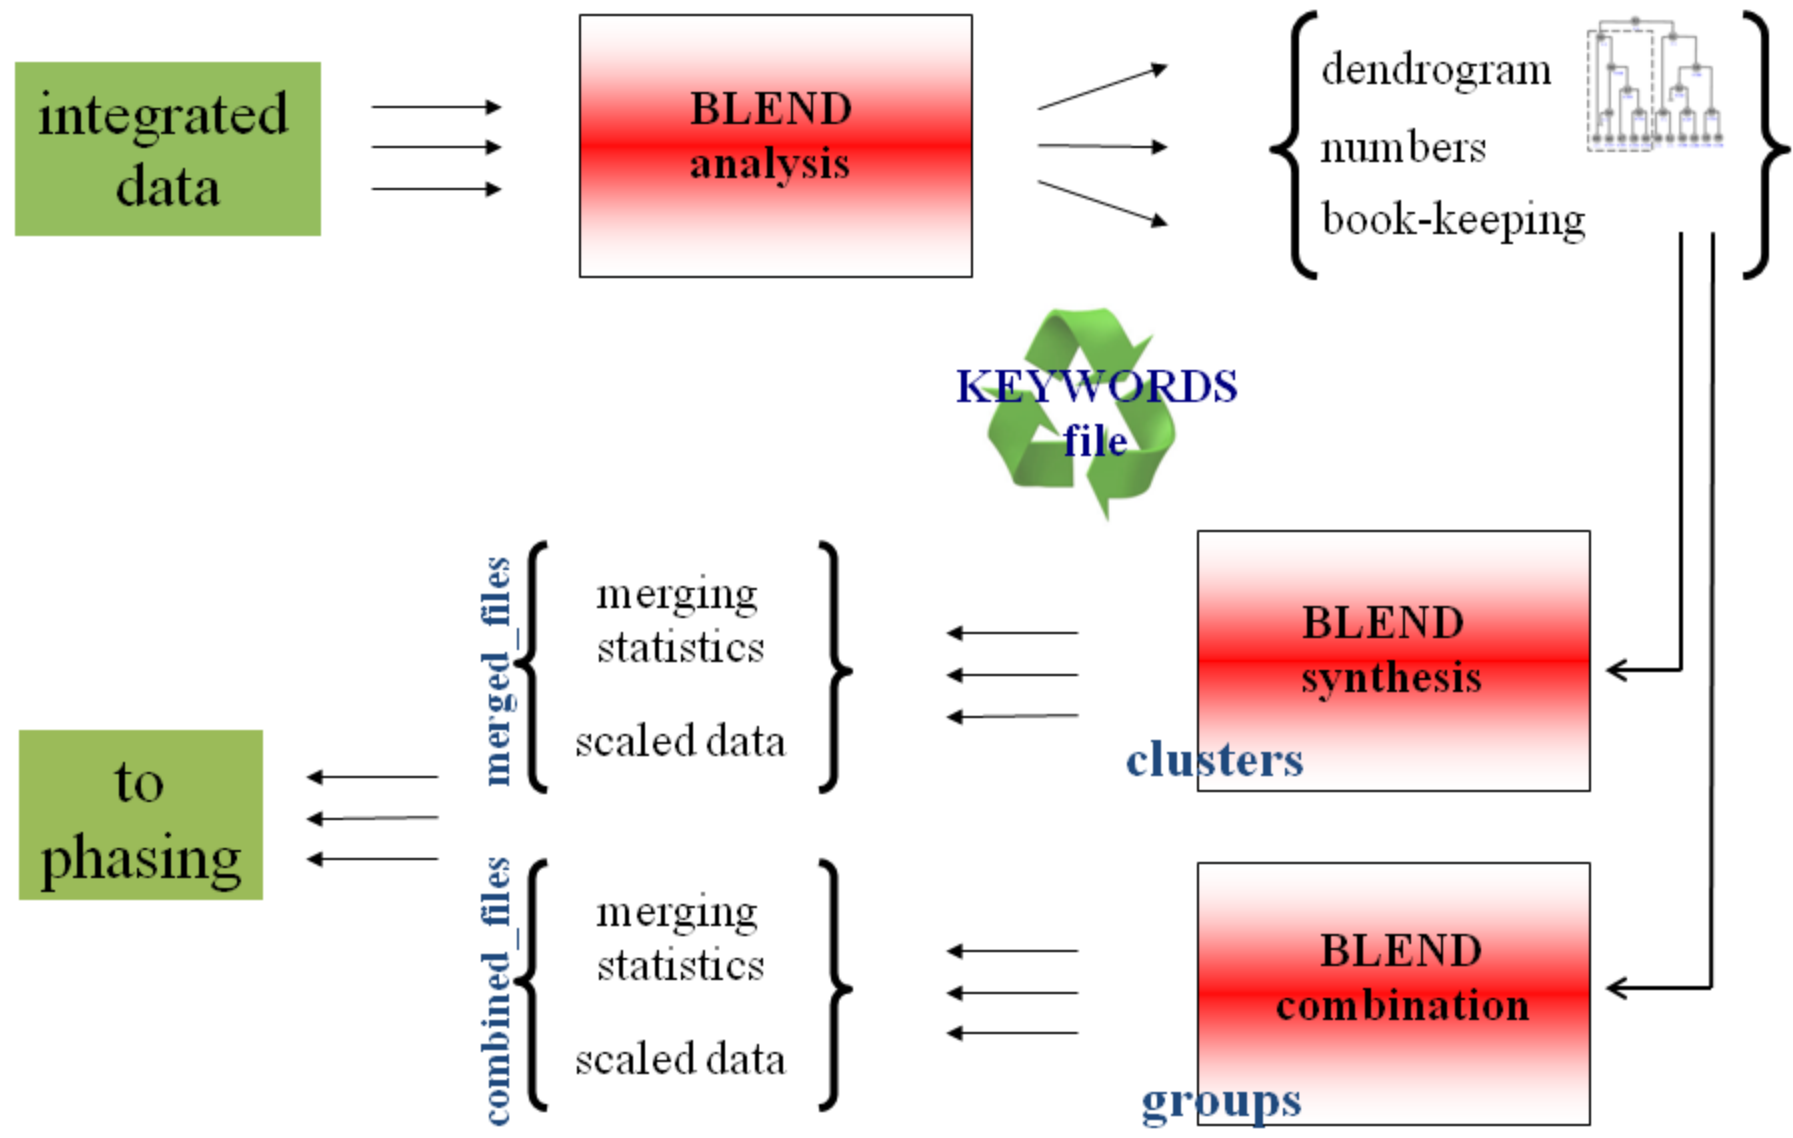 integrated
data
BLEND
analysis
dendrogram
numbers
book-keeping
KEYWORDS
file
merged_files
merging
statistics
scaled data
BLEND
synthesis
clusters
to
phasing
combined_files
merging
statistics
scaled data
BLEND
combination
groups